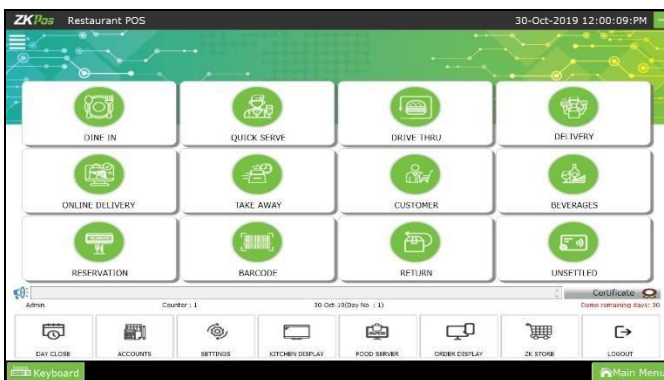 ZKPos Restaurant POS 30-Oct-2019 12:00:09:PM
DINE IN QUICK SERVE DRIVE THRU DELIVERY
ONLINE DELIVERY TAKE AWAY CUSTOMER BEVERAGES
RESERVATION BARCODE RETURN UNSETTLED
Certificate
Admin Counter : 1 30-Oct-19(Day No : 1) Demo remaining days: 30
DAY CLOSE ACCOUNTS SETTINGS KITCHEN DISPLAY FOOD SERVER ORDER DISPLAY ZK STORE LOGOUT
Keyboard Main Menu